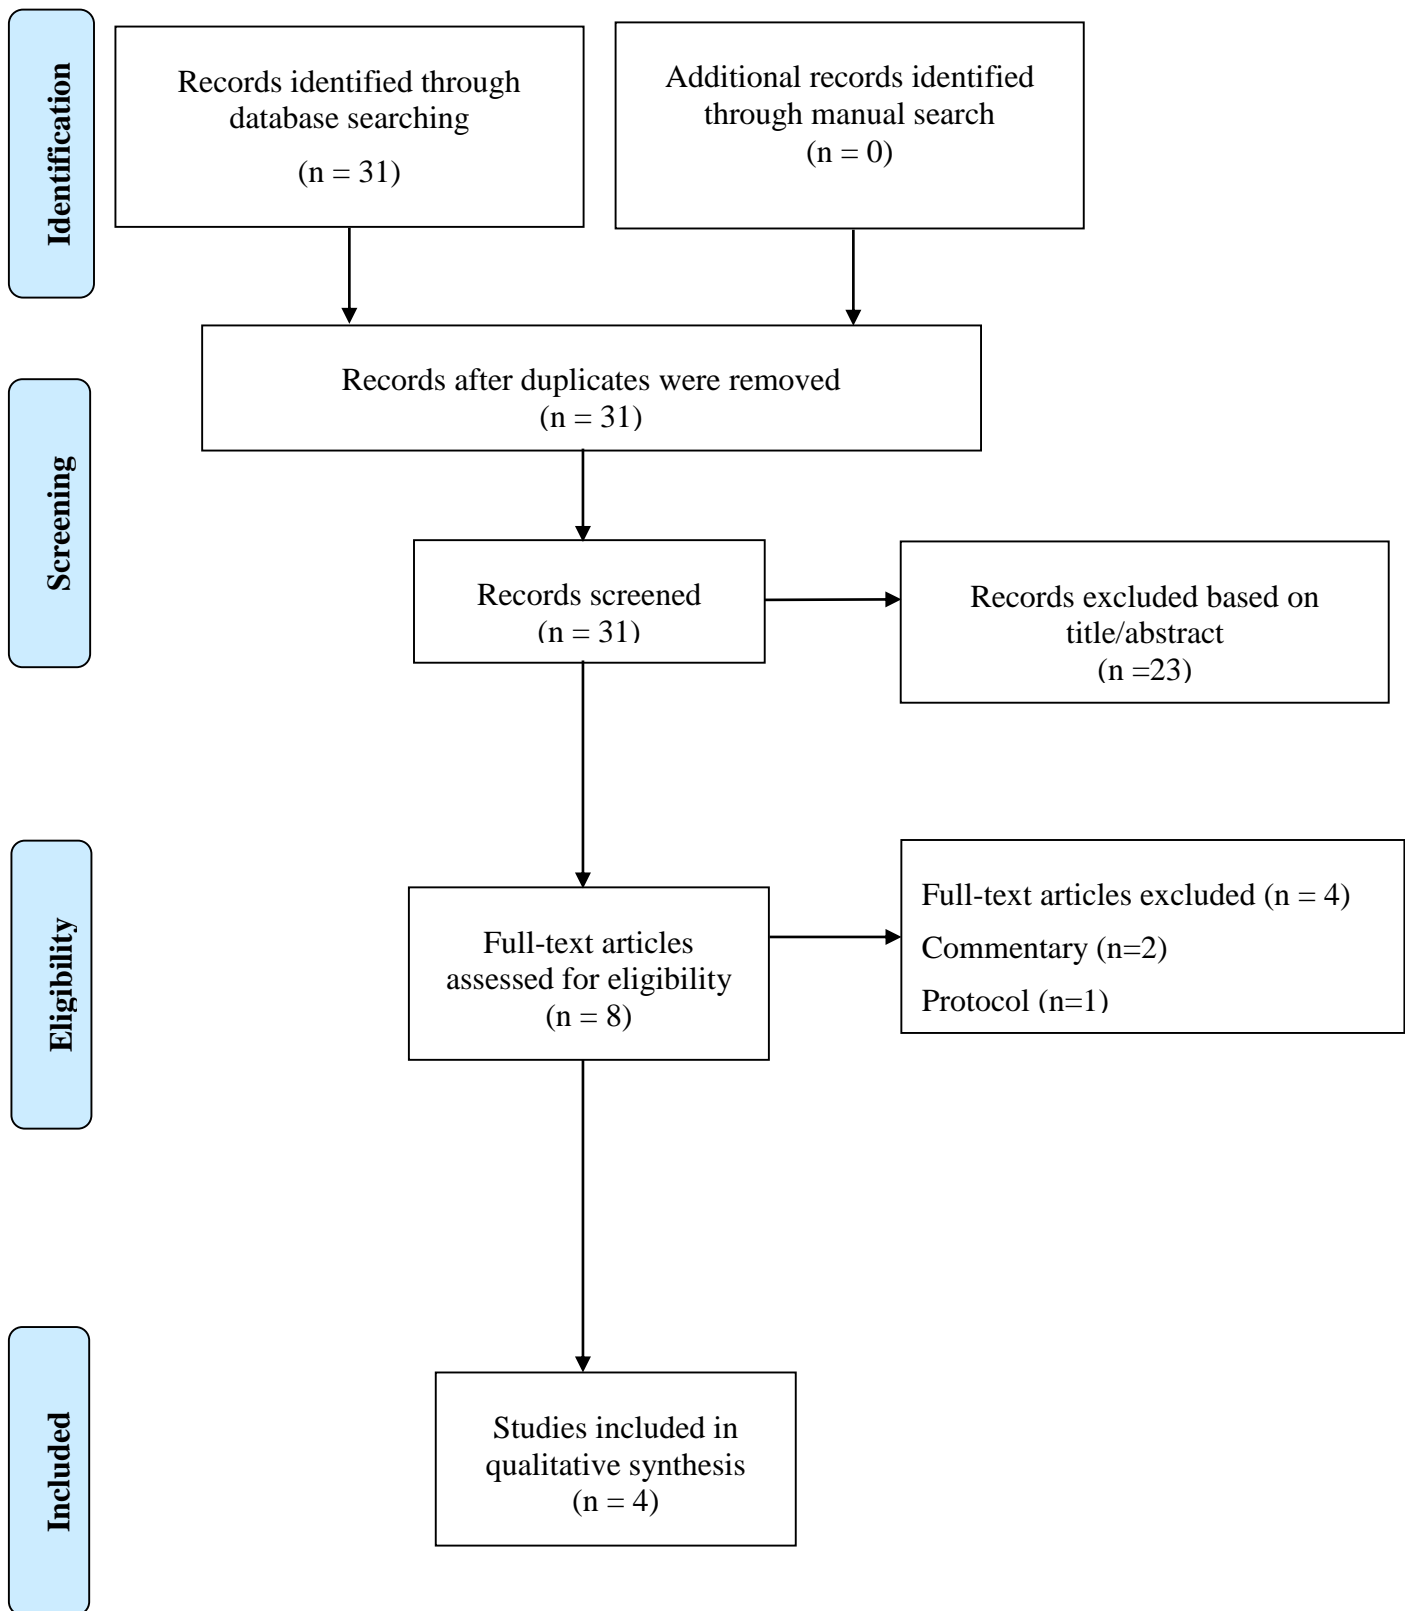 Identification
Records identified through
database searching
(n = 31)
Additional records identified
through manual search
(n = 0)
Records after duplicates were removed
(n = 31)
Screening
Records screened
(n = 31)
Records excluded based on
title/abstract
(n =23)
Eligibility
Full-text articles
assessed for eligibility
(n = 8)
Full-text articles excluded (n = 4)
Commentary (n=2)
Protocol (n=1)
Included
Studies included in
qualitative synthesis
(n = 4)